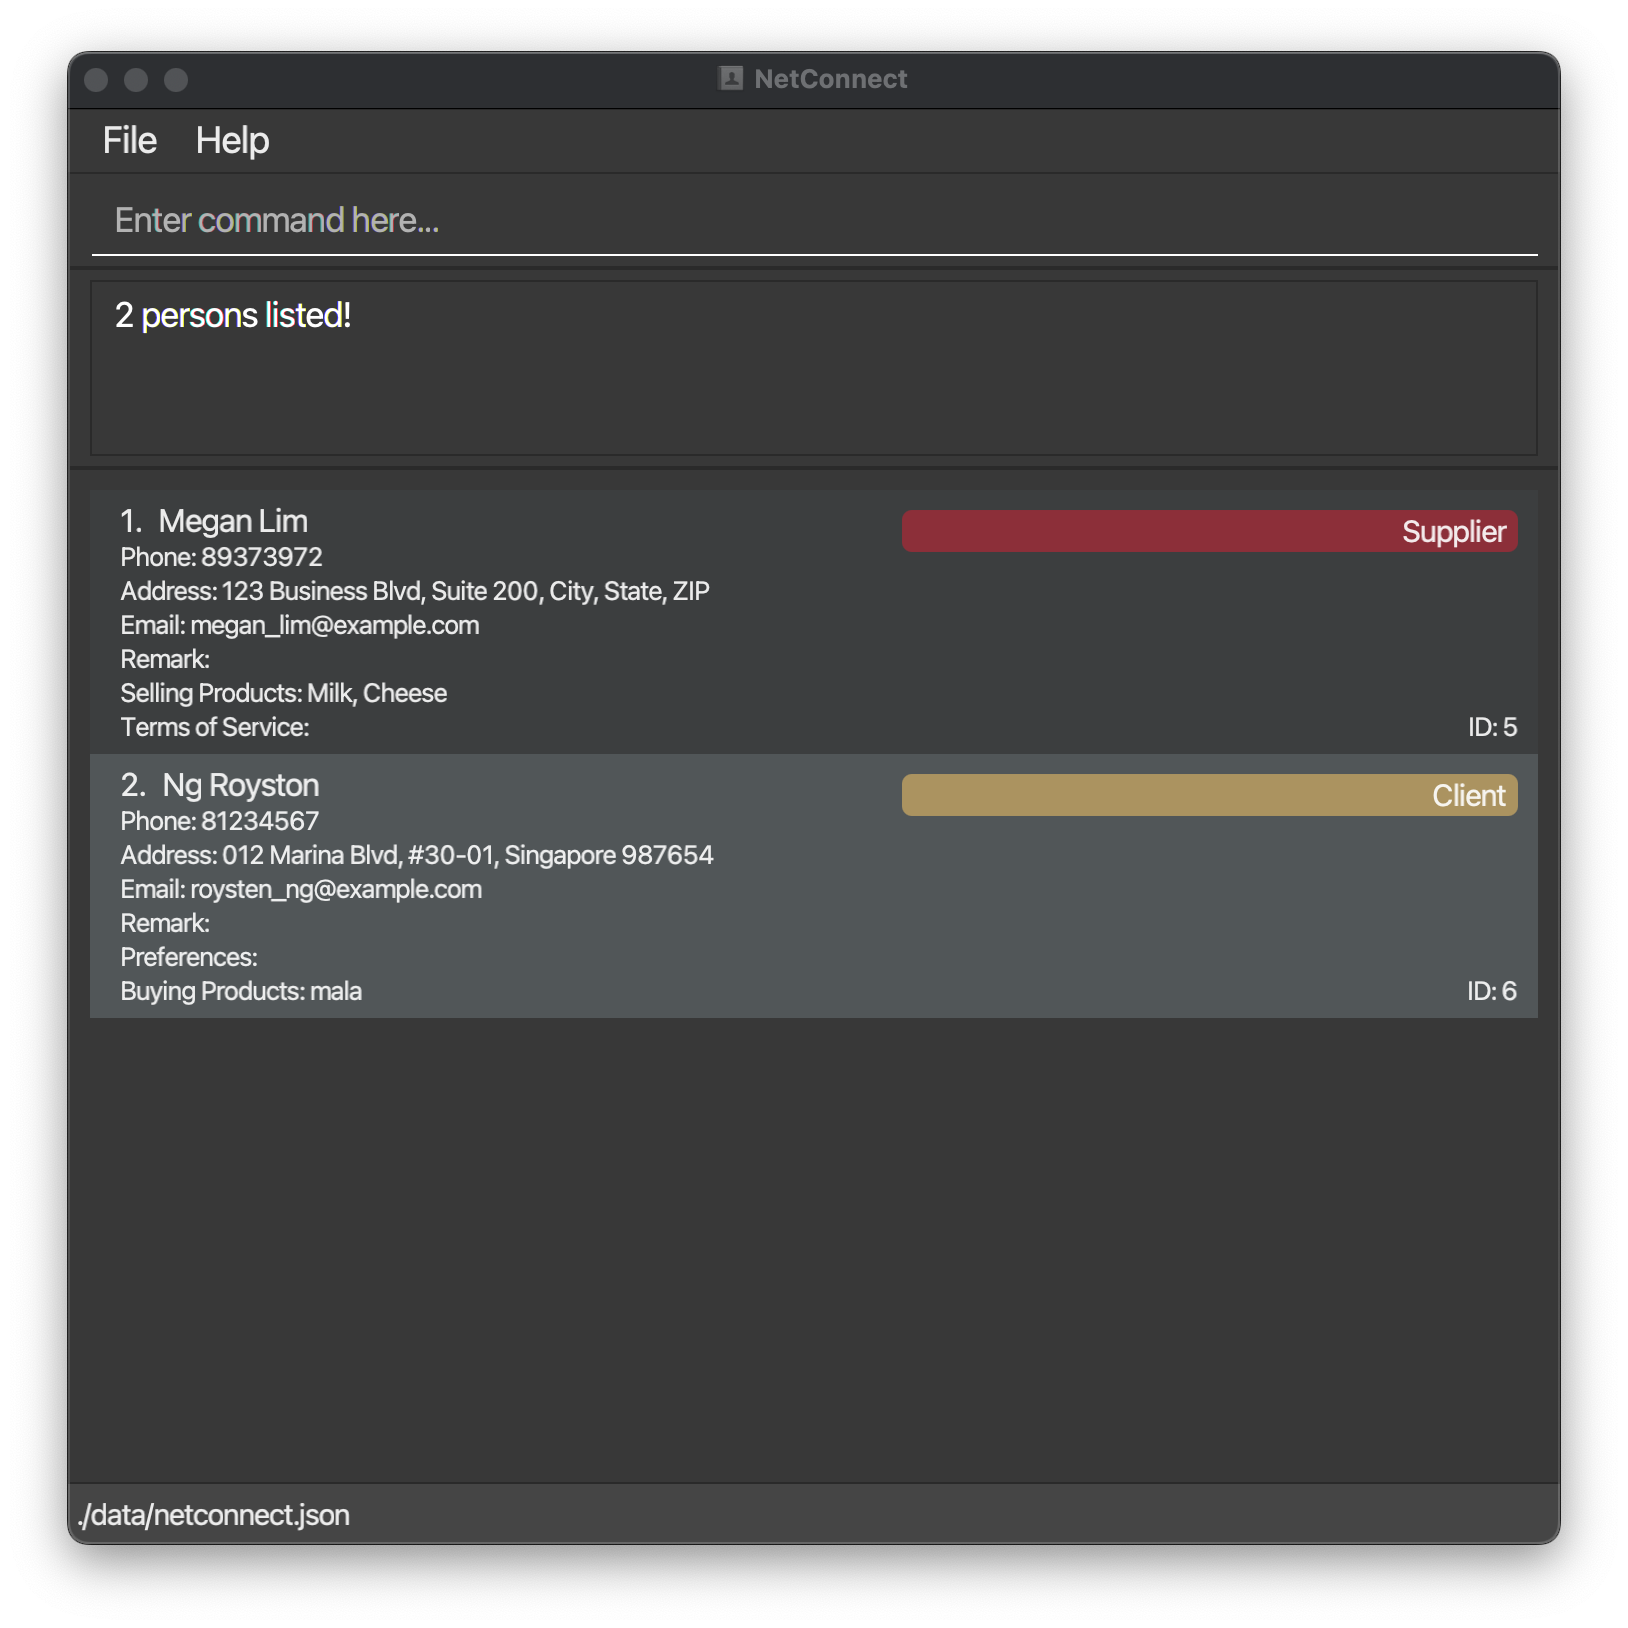 NetConnect
File Help
Enter command here...
2 persons listed!
1. Megan Lim
Supplier
Phone: 89373972
Address: 123 Business Blvd, Suite 200, City, State, ZIP
Email: megan_lim@example.com
Remark:
Selling Products: Milk, Cheese
Terms of Service:
ID: 5
2. Ng Royston
Client
Phone: 81234567
Address: 012 Marina Blvd, #30-01, Singapore 987654
Email: roysten_ng@example.com
Remark:
Preferences:
Buying Products: mala
ID: 6
./data/netconnect.json